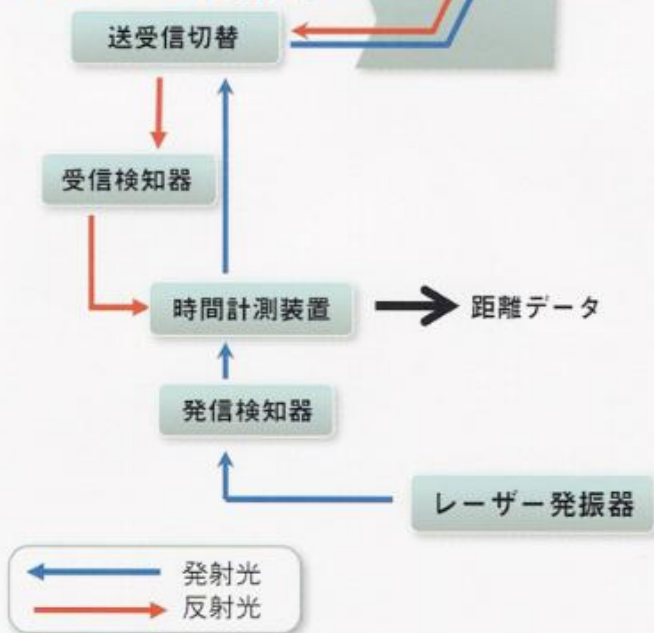 送受信切替
受信検知器
時間計測装置
距離データ
発信検知器
レーザー発振器
発射光
反射光